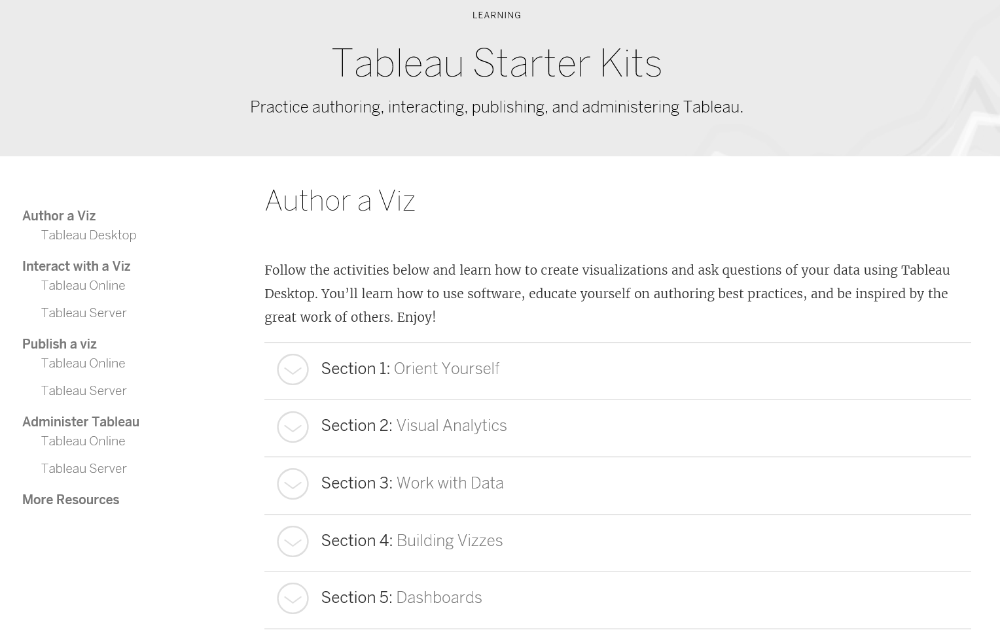 LEARNING
Tableau Starter Kits
Practice authoring, interacting, publishing, and administering Tableau.
Author a Viz
Tableau Desktop
Interact with a Viz
Tableau Online
Tableau Server
Publish a viz
Tableau Online
Tableau Server
Administer Tableau
Tableau Online
Tableau Server
More Resources
Author a Viz
Follow the activities below and learn how to create visualizations and ask questions of your data using Tableau
Desktop. You’ll learn how to use software, educate yourself on authoring best practices, and be inspired by the
great work of others. Enjoy!
Section 1: Orient Yourself
Section 2: Visual Analytics
Section 3: Work with Data
Section 4: Building Vizzes
Section 5: Dashboards